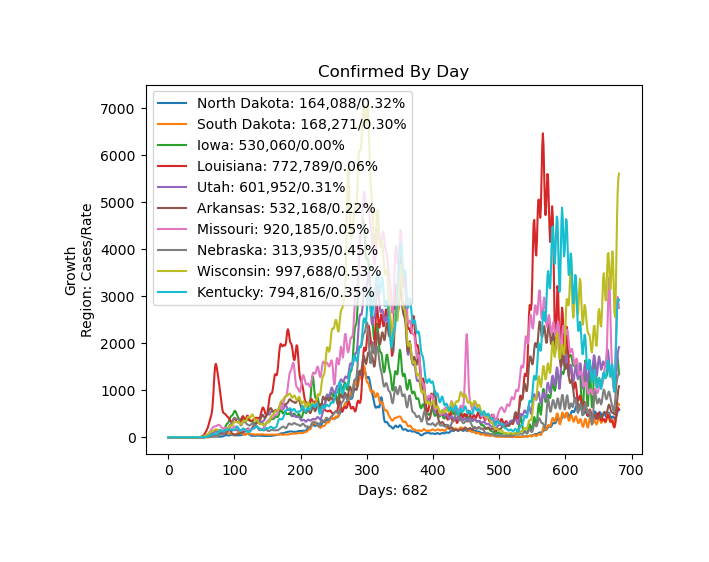 Confirmed By Day
7000
6000
5000
4000
3000
2000
1000
0
Growth
Region: Cases/Rate
North Dakota: 164,088/0.32%
South Dakota: 168,271/0.30%
Iowa: 530,060/0.00%
Louisiana: 772,789/0.06%
Utah: 601,952/0.31%
Arkansas: 532,168/0.22%
Missouri: 920,185/0.05%
Nebraska: 313,935/0.45%
Wisconsin: 997,688/0.53%
Kentucky: 794,816/0.35%
0 100 200 300 400 500 600 700
Days: 682